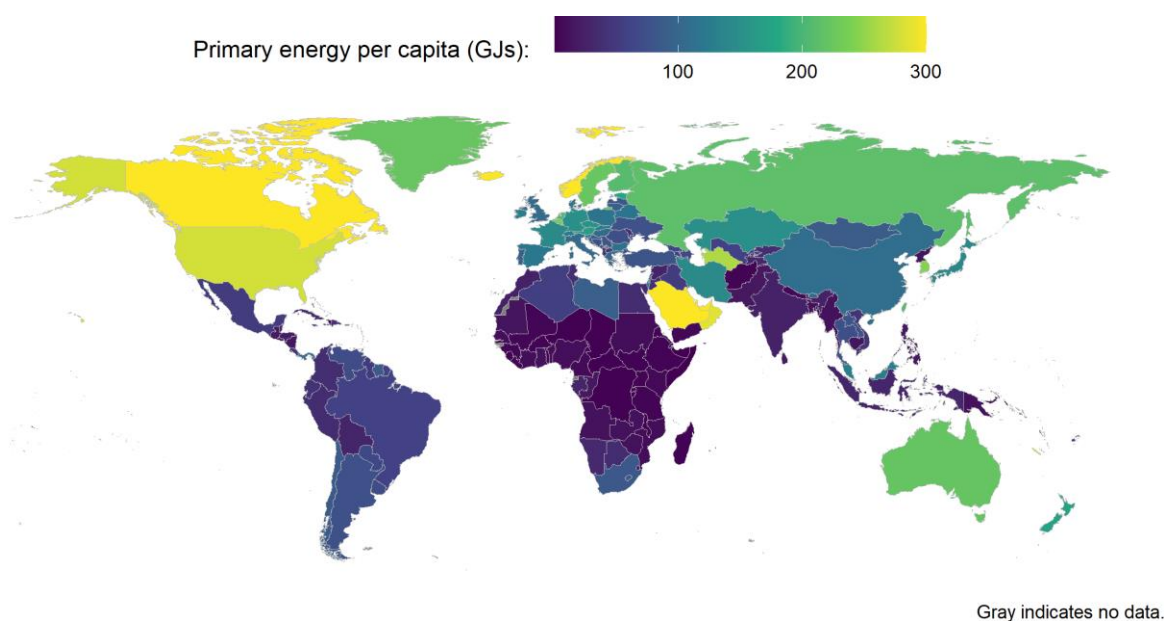 Primary energy per capita (GJs):
100 200 300
Gray indicates no data.